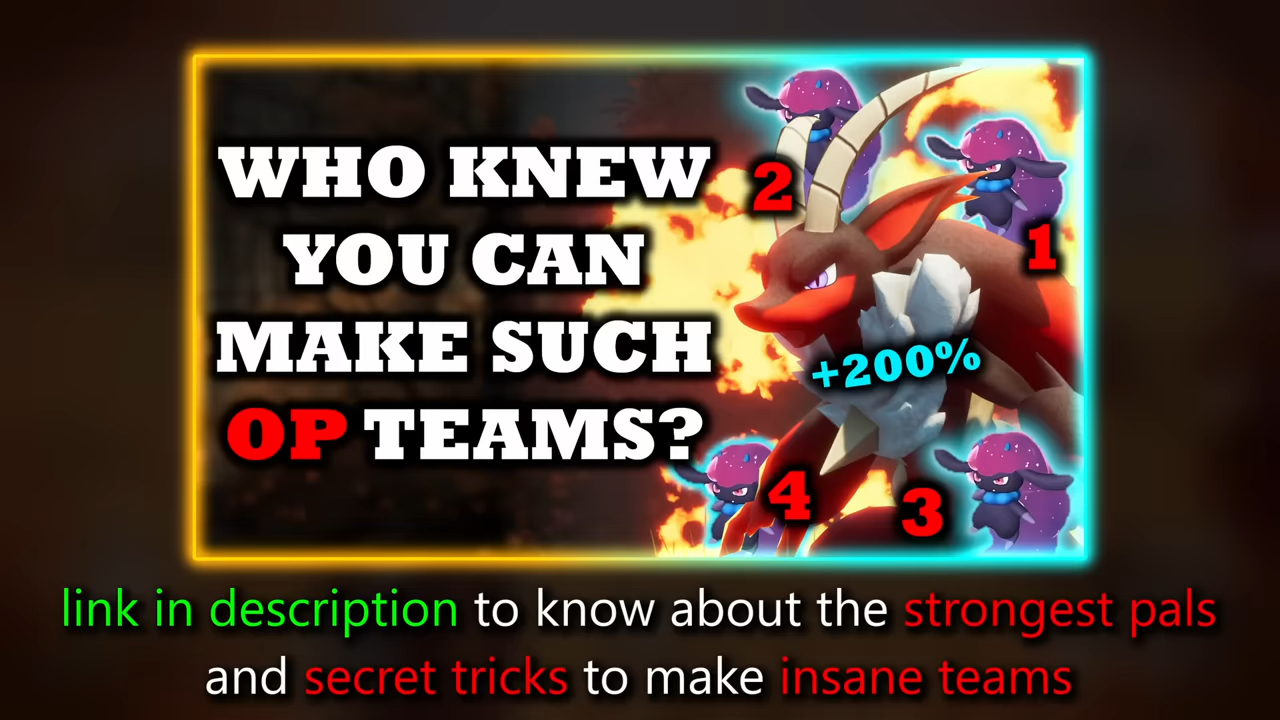 WHO KNEW
YOU CAN
MAKE SUCH
OP TEAMS?
2
1
+200%
4
3
link in description to know about the strongest pals
and secret tricks to make insane teams